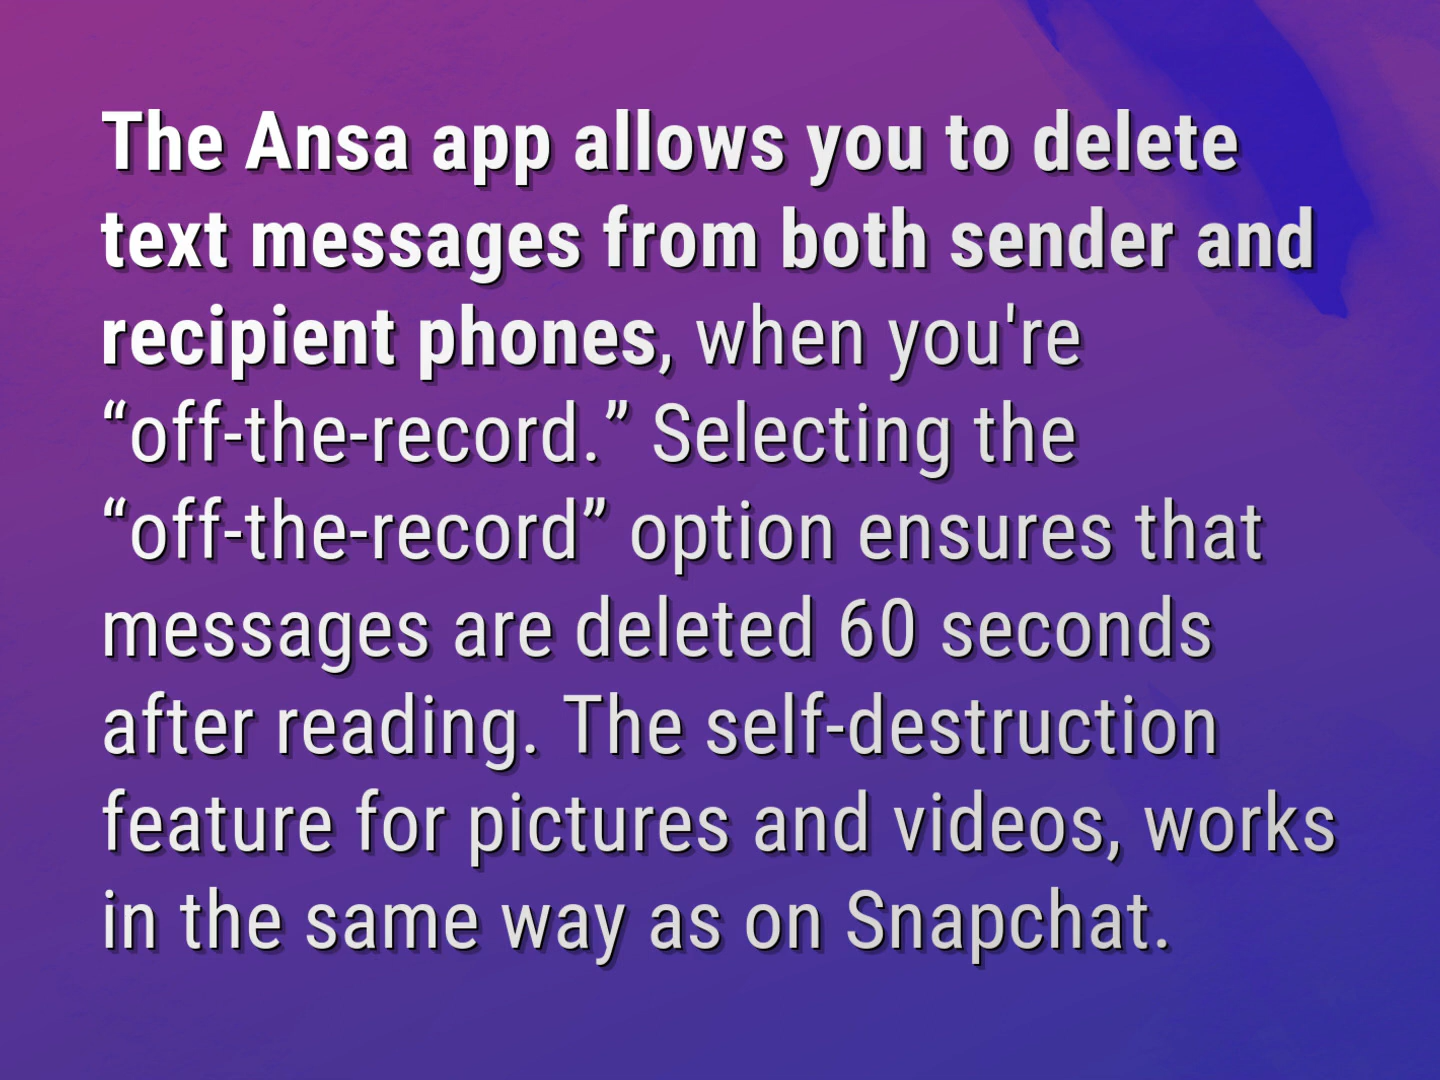 The Ansa app allows you to delete
text messages from both sender and
recipient phones, when you're
“off-the-record.” Selecting the
“off-the-record” option ensures that
messages are deleted 60 seconds
after reading. The self-destruction
feature for pictures and videos, works
in the same way as on Snapchat.